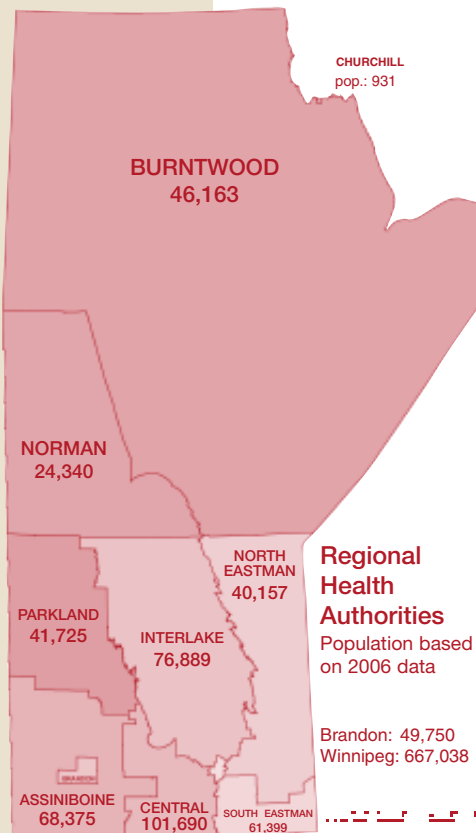 CHURCHILL
pop.: 931
BURNTWOOD
46,163
NORMAN
24,340
NORTH
EASTMAN
40,157
PARKLAND
41,725
INTERLAKE
76,889
Regional
Health
Authorities
Population based
on 2006 data
Brandon: 49,750
Winnipeg: 667,038
BRANDON
ASSINIBOINE
68,375
CENTRAL
101,690
SOUTH EASTMAN
61,399